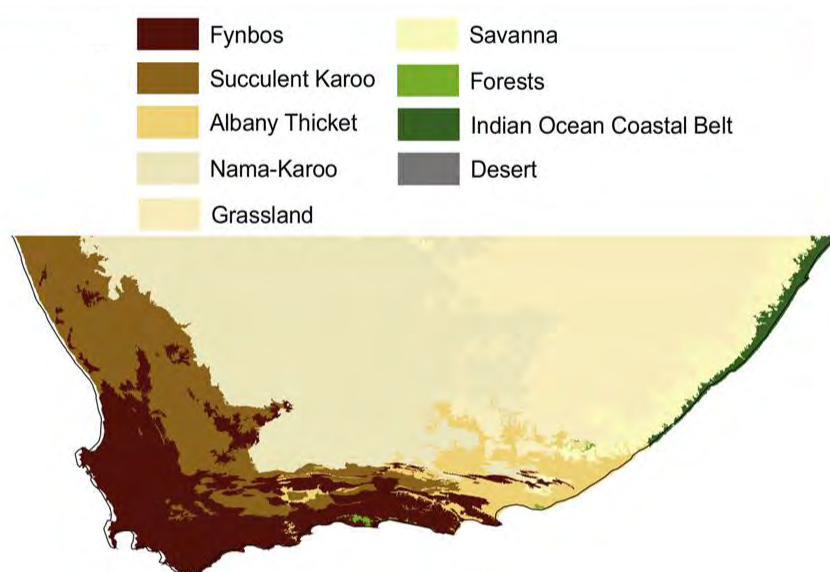 Fynbos
Succulent Karoo
Albany Thicket
Nama-Karoo
Grassland
Savanna
Forests
Indian Ocean Coastal Belt
Desert